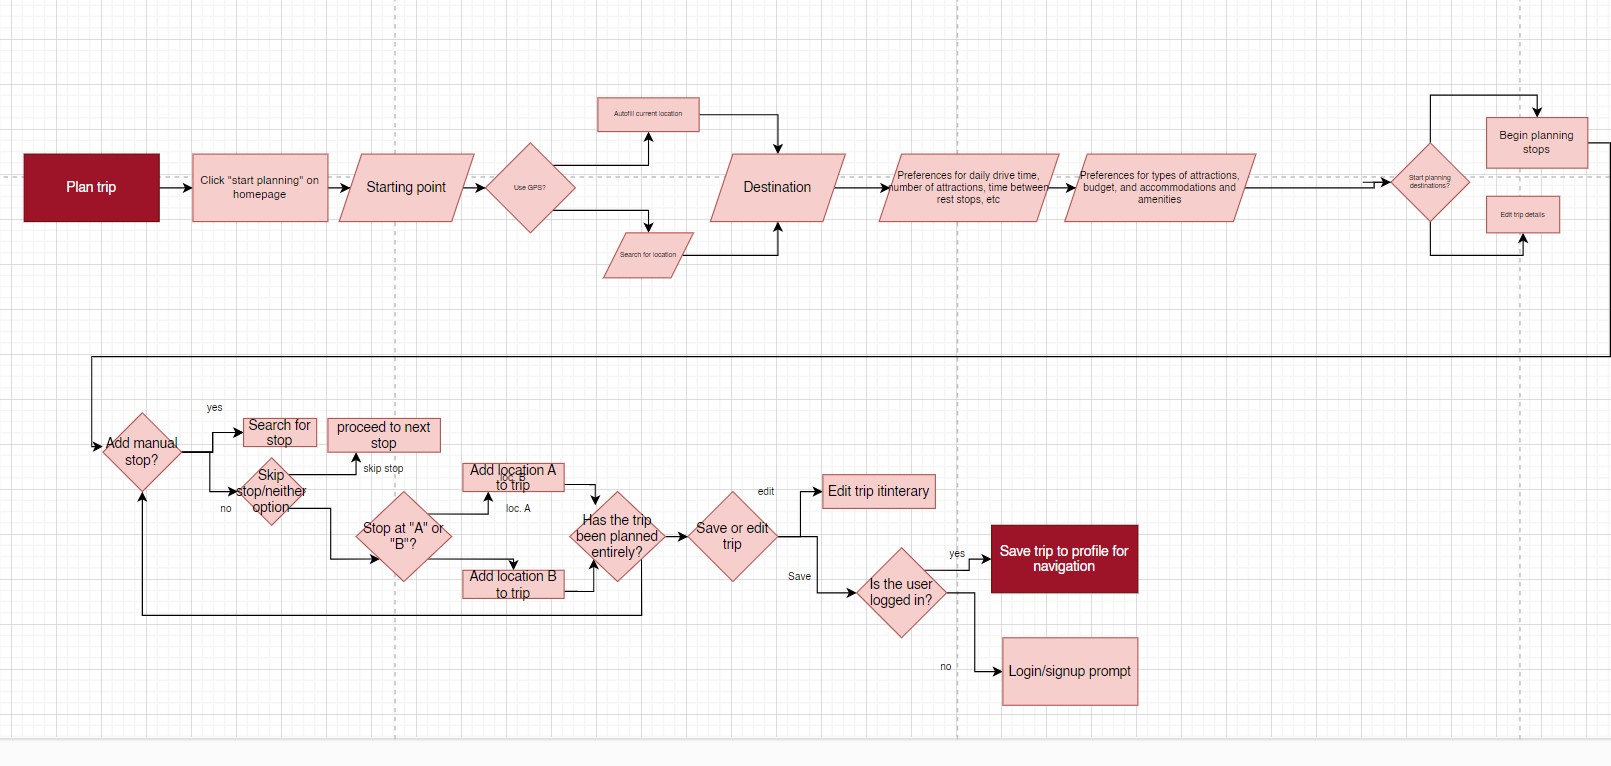 Plan trip
Click "start planning" on
homepage
Starting point
Use GPS?
Autofill current location
Search for location
Destination
Preferences for daily drive time,
number of attractions, time between
rest stops, etc
Preferences for types of attractions,
budget, and accommodations and
amenities
Start planning
destinations?
Begin planning
stops
Edit trip details
Add manual
stop?
yes
no
Search for
stop
Skip
stop/neither
option
proceed to next
stop
skip stop
Stop at "A" or
"B"?
Add location A
to trip
loc. B
loc. A
Add location B
to trip
Has the trip
been planned
entirely?
Save or edit
trip
edit
Save
Edit trip itinterary
Is the user
logged in?
yes
no
Save trip to profile for
navigation
Login/signup prompt